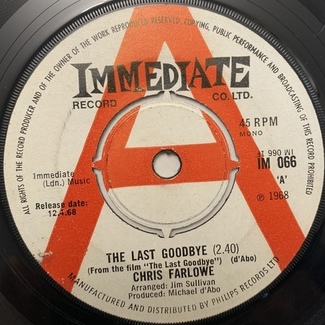 ALL RIGHTS OF THE RECORD PRODUCER AND OF THE OWNER OF THE WORK REPRODUCED RESERVED. COPYING, PUBLIC PERFORMANCE AND BROADCASTING OF THIS RECORD PROHIBITED
IMMEDIATE
RECORD CO. LTD.
45 RPM
MONO
I 990 WI
Immediate IM 066
(Ldn.) Music 'A'
Release date: ℗ 1968
12.4.68
THE LAST GOODBYE (2.40)
(From the film "The Last Goodbye") (d'Abo)
CHRIS FARLOWE
Arranged: Jim Sullivan
Produced: Michael d'Abo
MANUFACTURED AND DISTRIBUTED BY PHILIPS RECORDS LTD